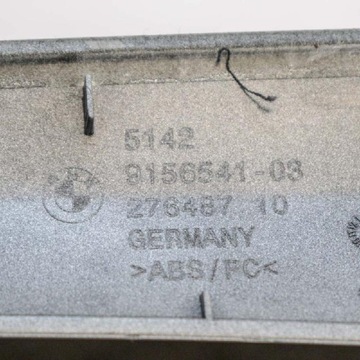 5142
9156541-03
276487 10
GERMANY
>ABS/FC<